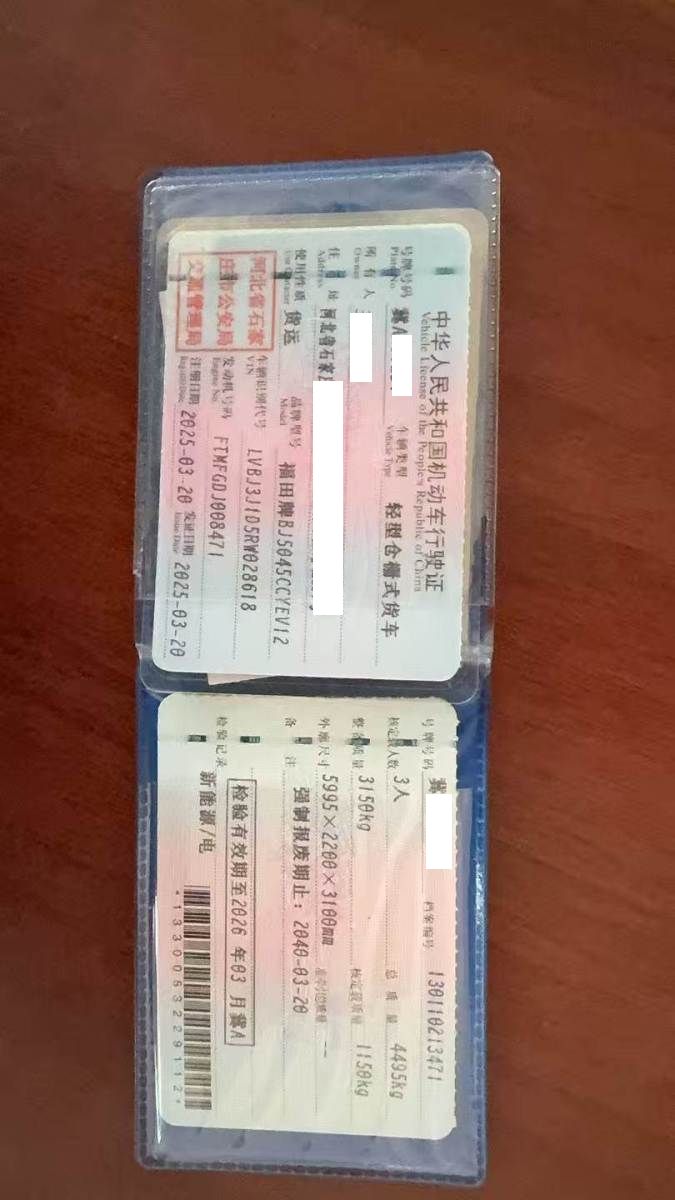 中华人民共和国机动车行驶证
Vehicle License of the People's Republic of China
号牌号码 冀A 车辆类型 轻型仓栅式货车
Plate No. Vehicle Type
所有人
Owner
住址 河北省石家
Address
使用性质 货运 品牌型号 福田牌BJ5045CCYEV12
Use Character Model
河北省石家
庄市公安局
交通管理局
车辆识别代号 LVBJ3J1D5RW028618
VIN
发动机号码 FTMFGDJ008471
Engine No.
注册日期 2025-03-20 发证日期 2025-03-20
Register Date Issue Date
号牌号码 冀 档案编号 130110213471
核定载人数 3人 总质量 4495kg
整备质量 3150kg 核定载质量 1150kg
外廓尺寸 5995×2200×3100mm 准牵引总质量 --
备注 强制报废期止：2040-03-20
检验有效期至2026年03月冀A
检验记录
新能源/电
*1330083229112*